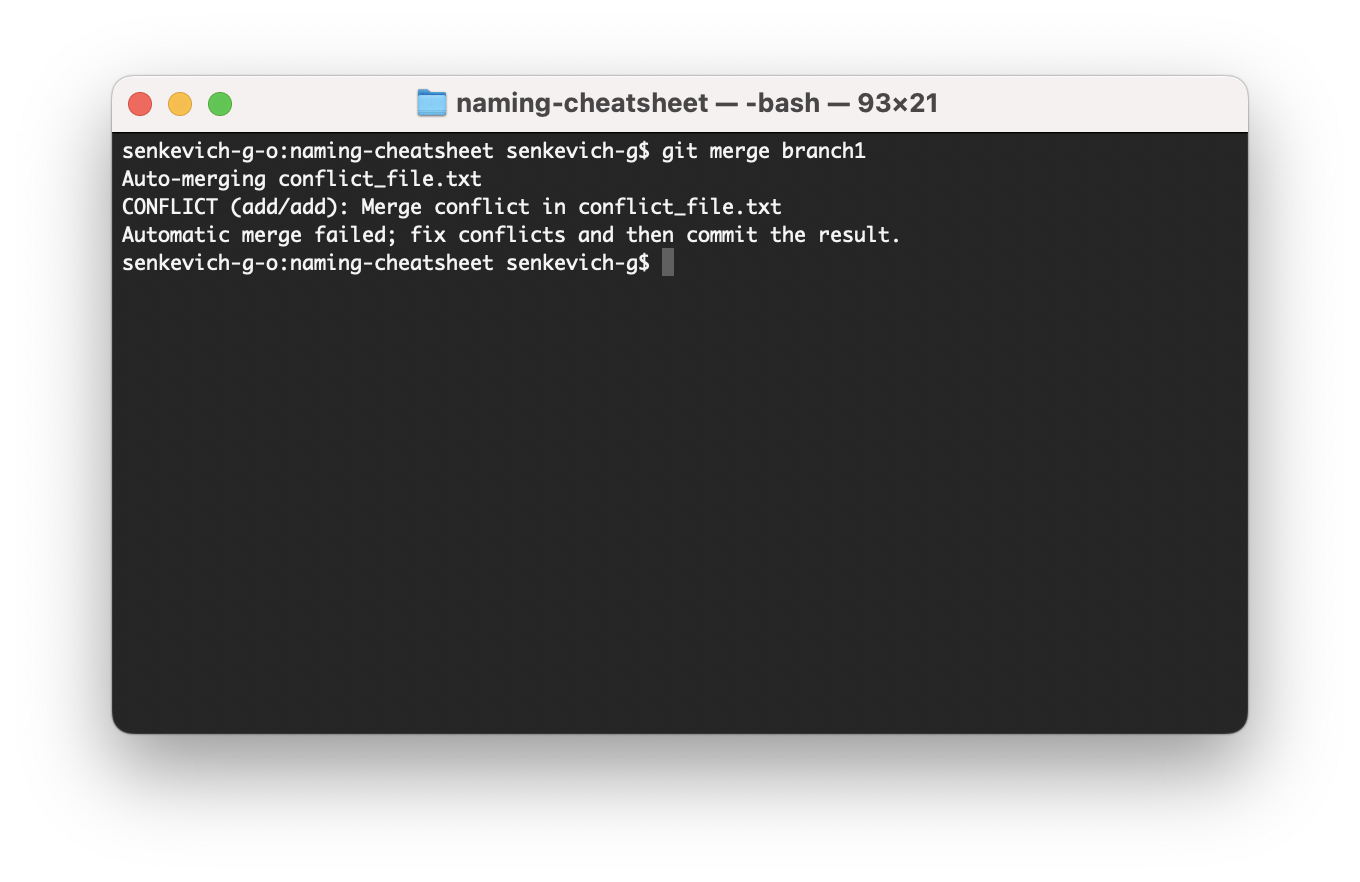 naming-cheatsheet — -bash — 93×21
senkevich-g-o:naming-cheatsheet senkevich-g$ git merge branch1
Auto-merging conflict_file.txt
CONFLICT (add/add): Merge conflict in conflict_file.txt
Automatic merge failed; fix conflicts and then commit the result.
senkevich-g-o:naming-cheatsheet senkevich-g$